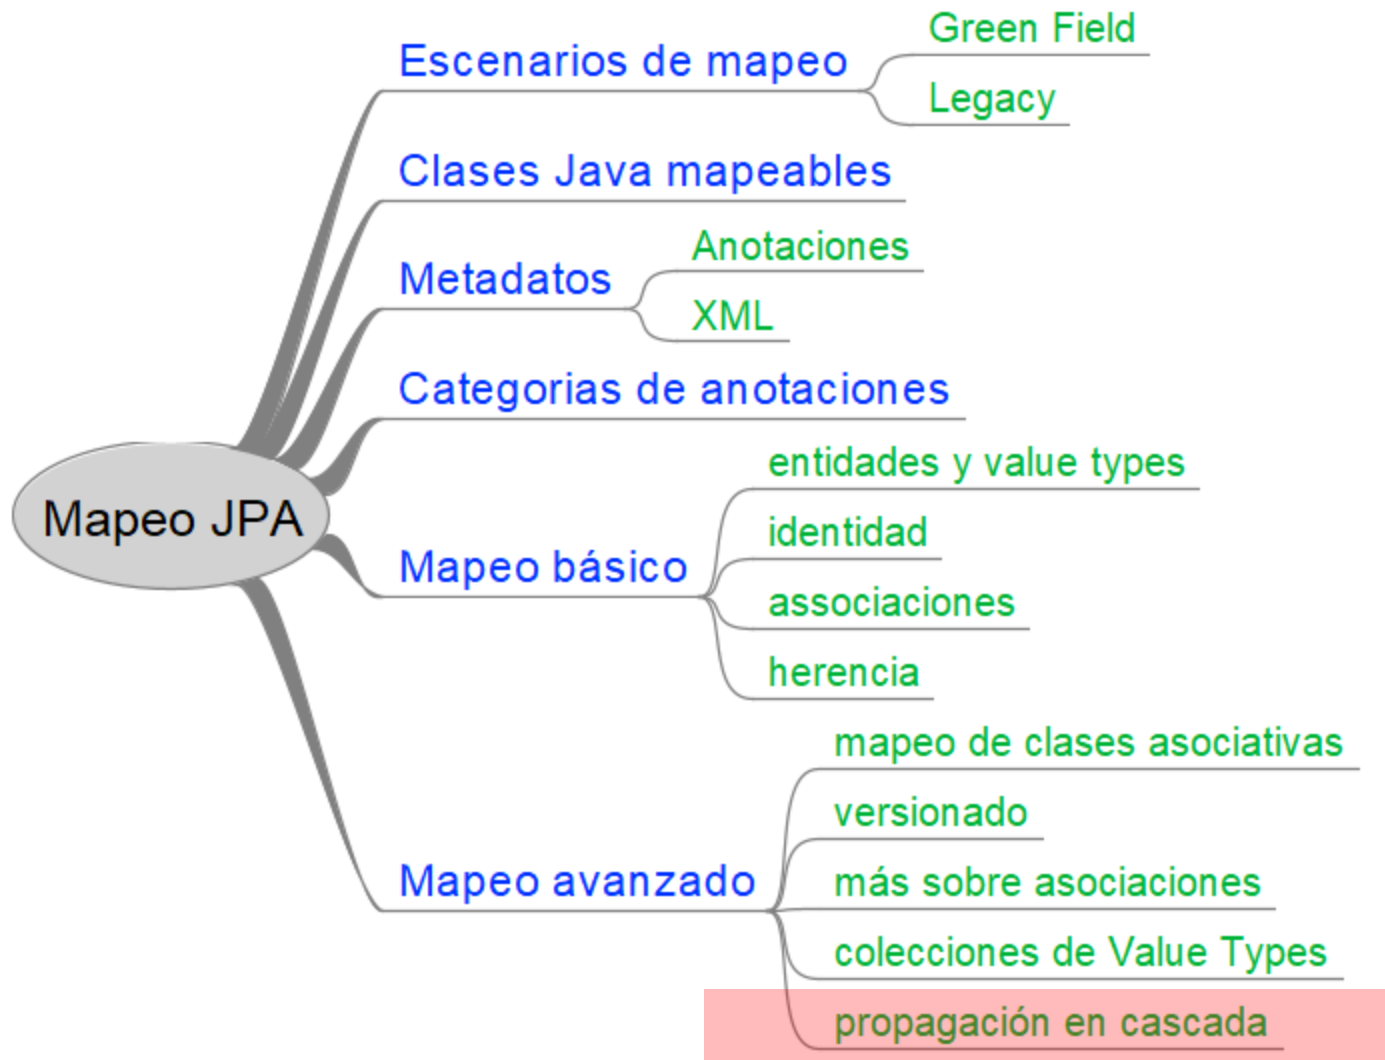 Mapeo JPA
Escenarios de mapeo
Green Field
Legacy
Clases Java mapeables
Metadatos
Anotaciones
XML
Categorias de anotaciones
Mapeo básico
entidades y value types
identidad
associaciones
herencia
Mapeo avanzado
mapeo de clases asociativas
versionado
más sobre asociaciones
colecciones de Value Types
propagación en cascada